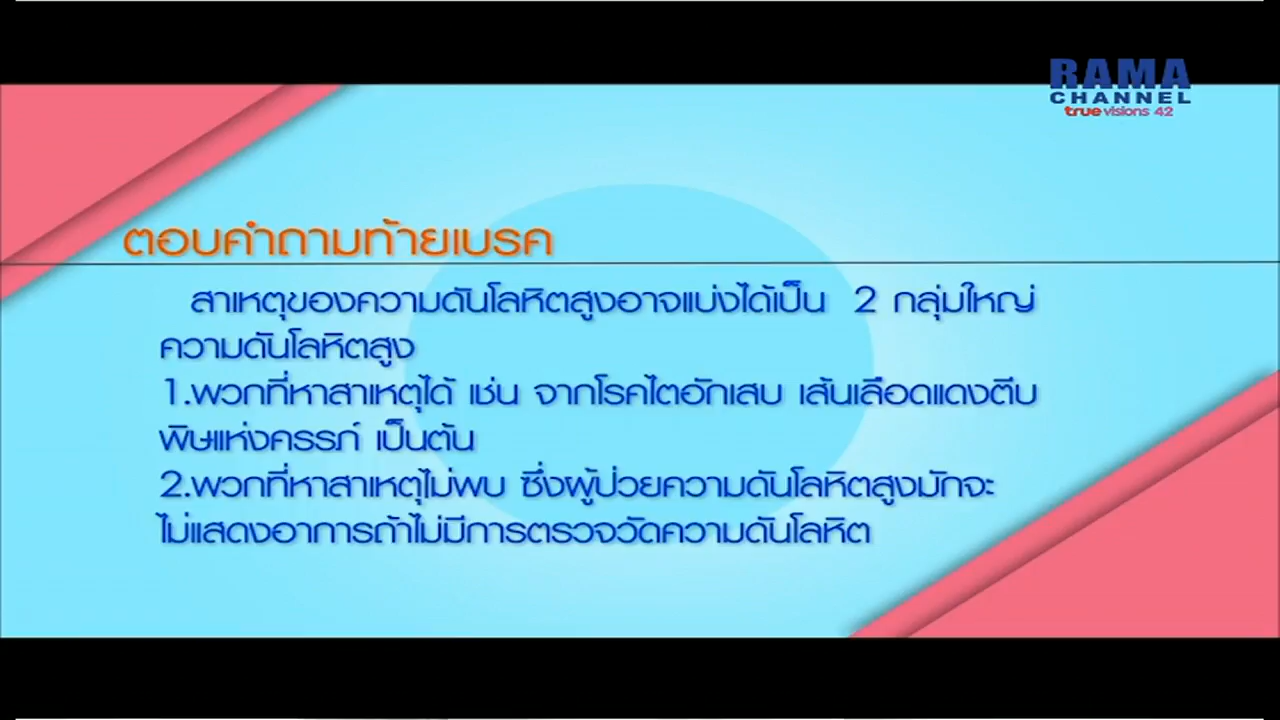 RAMA
CHANNEL
truevisions 42
ตอบคำถามท้ายเบรค
สาเหตุของความดันโลหิตสูงอาจแบ่งได้เป็น 2 กลุ่มใหญ่
ความดันโลหิตสูง
1.พวกที่หาสาเหตุได้ เช่น จากโรคไตอักเสบ เส้นเลือดแดงตีบ
พิษแห่งครรภ์ เป็นต้น
2.พวกที่หาสาเหตุไม่พบ ซึ่งผู้ป่วยความดันโลหิตสูงมักจะ
ไม่แสดงอาการถ้าไม่มีการตรวจวัดความดันโลหิต